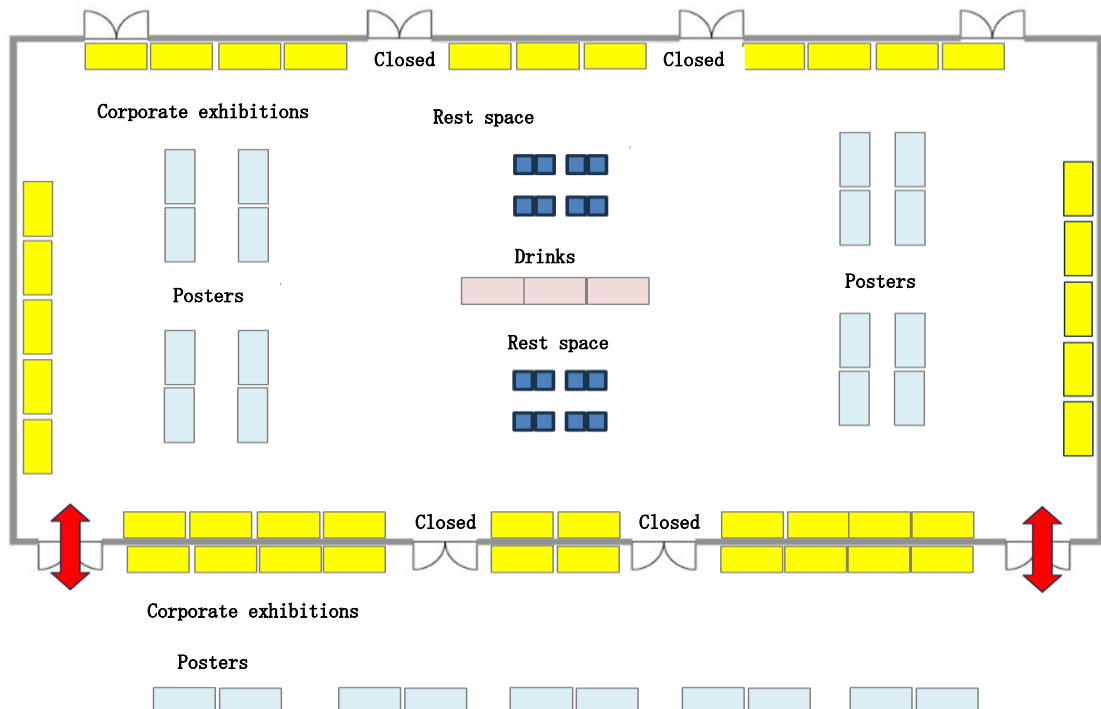 Closed
Closed
Corporate exhibitions
Rest space
Drinks
Posters
Posters
Rest space
Closed
Closed
Corporate exhibitions
Posters